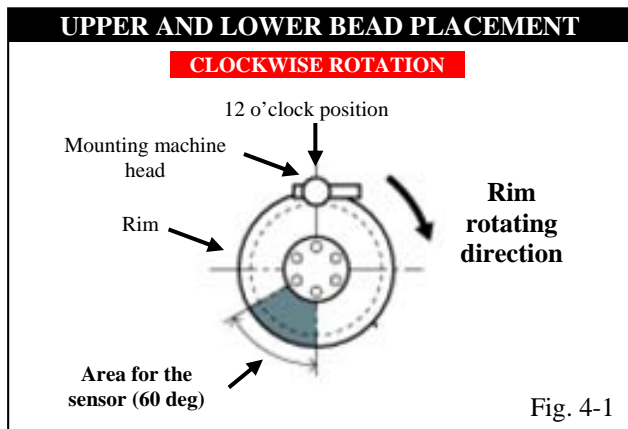 UPPER AND LOWER BEAD PLACEMENT
CLOCKWISE ROTATION
12 o'clock position
Mounting machine
head
Rim
Rim
rotating
direction
Area for the
sensor (60 deg)
Fig. 4-1